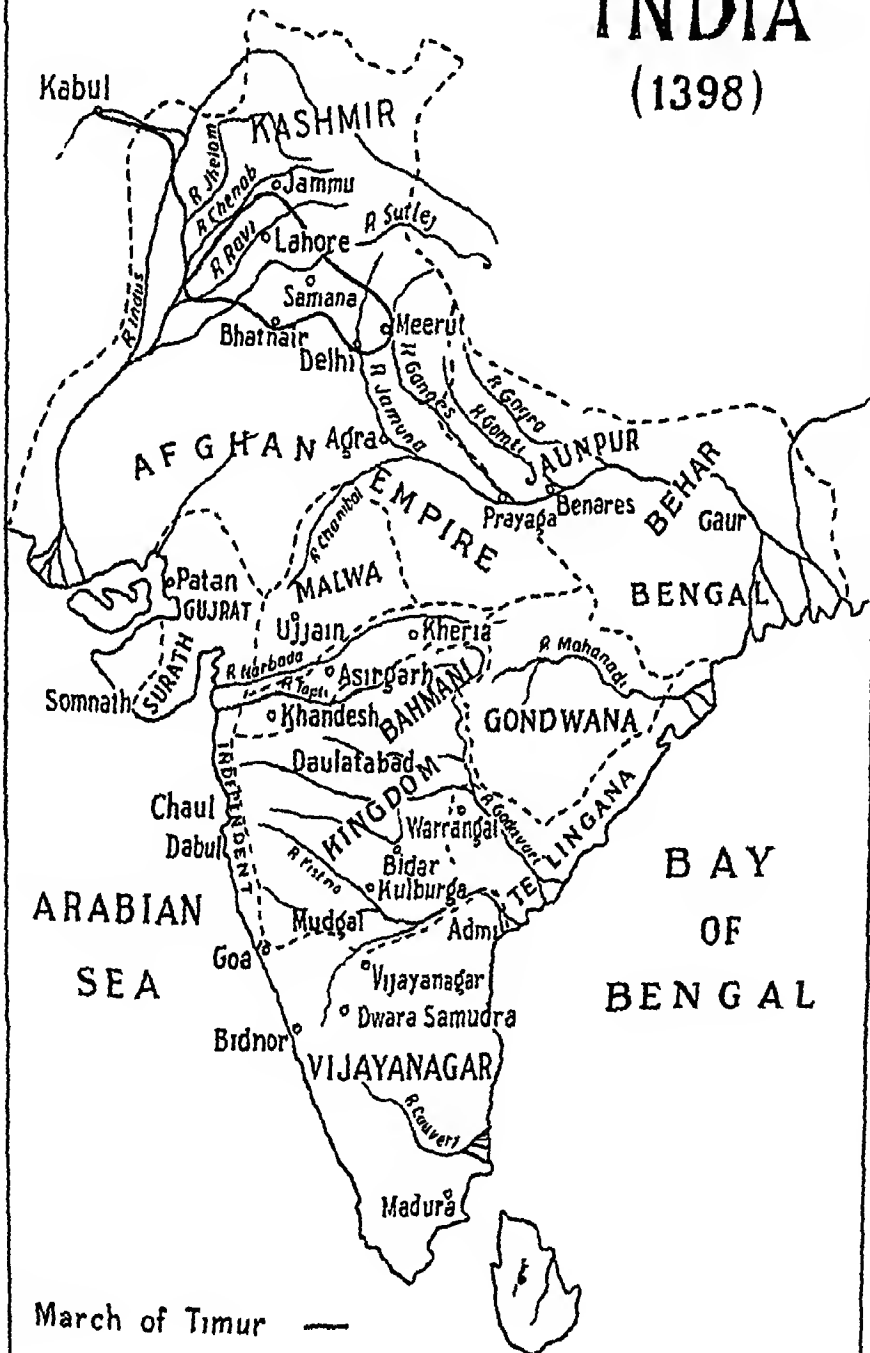 INDIA
(1398)
Kabul
KASHMIR
R Jhelam
R Chenab
Jammu
R Ravi
Lahore
R Sutlej
Samana
R Indus
Bhatnair
Meerut
Delhi
R Ganges
R Jamuna
R Gogra
R Gomti
AFGHAN
Agra
JAUNPUR
EMPIRE
Prayaga
Benares
BEHAR
Gaur
R Chambal
Patan
MALWA
BENGAL
GUJRAT
Ujjain
Kheria
R Narbada
R Mahanadi
Asirgarh
SURATH
R Tapti
Somnath
BAHMANI
Khandesh
GONDWANA
INDEPENDENT
Daulatabad
KINGDOM
Chaul
Warrangal
R Godavari
TELINGANA
Dabul
Bidar
R Kistna
Kulburga
BAY
OF
BENGAL
ARABIAN
SEA
Mudgal
Admi
Goa
Vijayanagar
Dwara Samudra
Bidnor
VIJAYANAGAR
R Cauveri
Madura
March of Timur